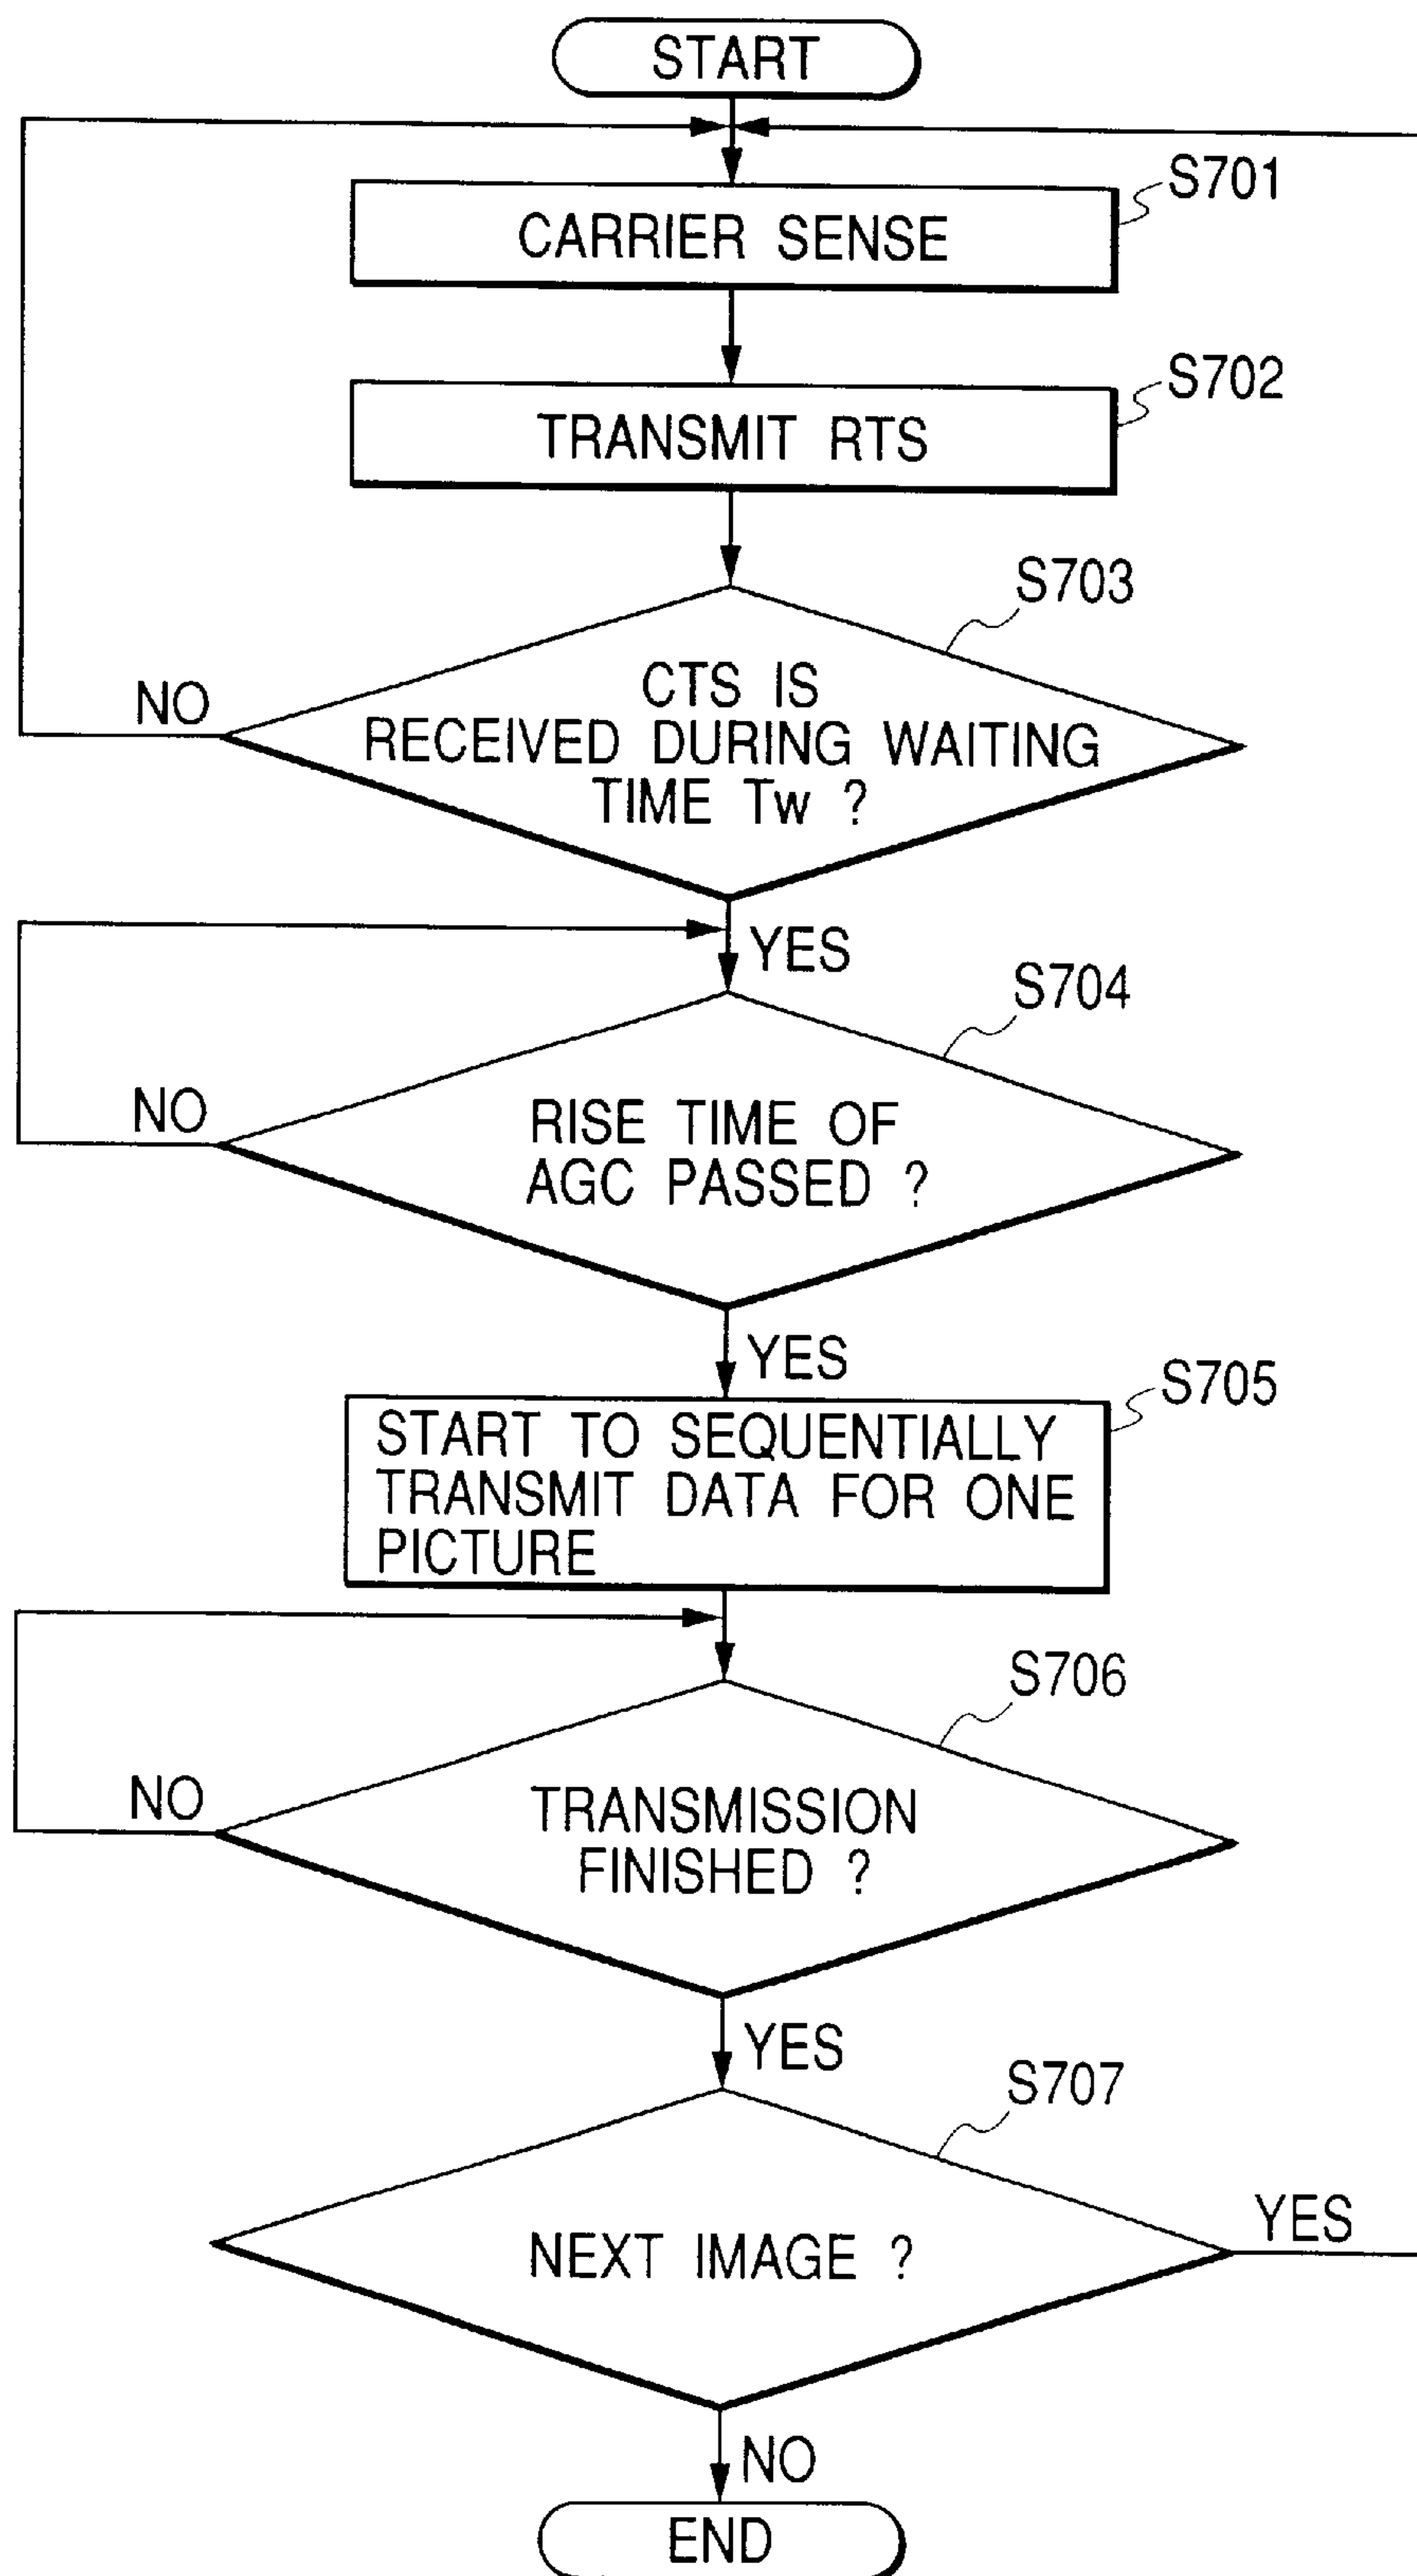 START
S701
CARRIER SENSE
S702
TRANSMIT RTS
S703
CTS IS
RECEIVED DURING WAITING
TIME Tw ?
NO
YES
S704
RISE TIME OF
AGC PASSED ?
NO
YES
S705
START TO SEQUENTIALLY
TRANSMIT DATA FOR ONE
PICTURE
S706
TRANSMISSION
FINISHED ?
NO
YES
S707
NEXT IMAGE ?
YES
NO
END